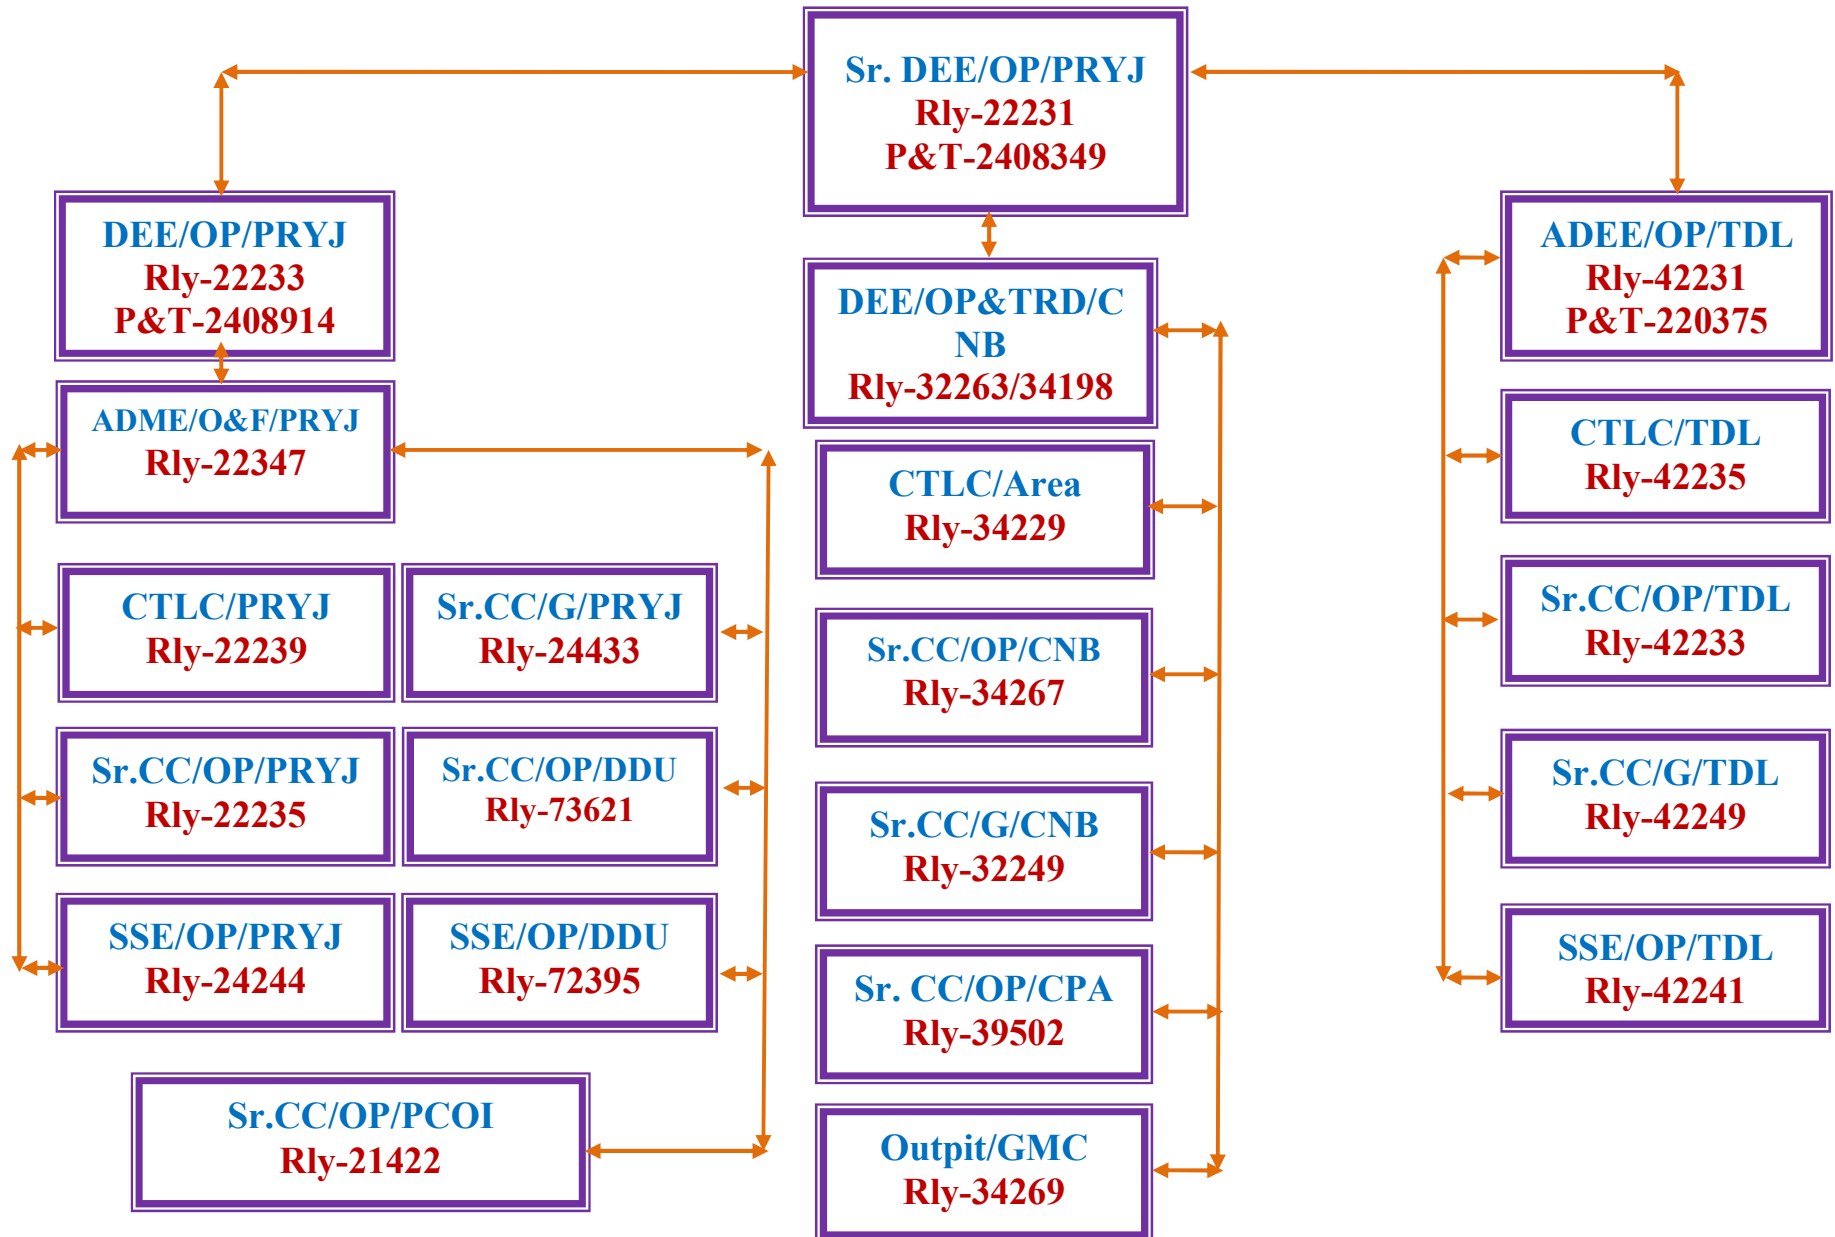 Sr. DEE/OP/PRYJ
Rly-22231
P&T-2408349
DEE/OP/PRYJ
Rly-22233
P&T-2408914
ADME/O&F/PRYJ
Rly-22347
CTLC/PRYJ
Rly-22239
Sr.CC/G/PRYJ
Rly-24433
Sr.CC/OP/PRYJ
Rly-22235
Sr.CC/OP/DDU
Rly-73621
SSE/OP/PRYJ
Rly-24244
SSE/OP/DDU
Rly-72395
Sr.CC/OP/PCOI
Rly-21422
DEE/OP&TRD/C
NB
Rly-32263/34198
CTLC/Area
Rly-34229
Sr.CC/OP/CNB
Rly-34267
Sr.CC/G/CNB
Rly-32249
Sr. CC/OP/CPA
Rly-39502
Outpit/GMC
Rly-34269
ADEE/OP/TDL
Rly-42231
P&T-220375
CTLC/TDL
Rly-42235
Sr.CC/OP/TDL
Rly-42233
Sr.CC/G/TDL
Rly-42249
SSE/OP/TDL
Rly-42241